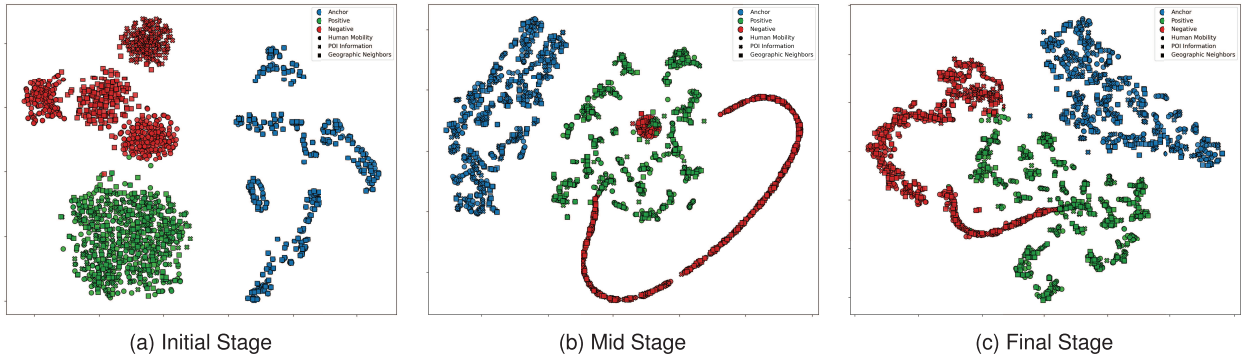 Anchor
Positive
Negative
Human Mobility
POI Information
Geographic Neighbors
Anchor
Positive
Negative
Human Mobility
POI Information
Geographic Neighbors
Anchor
Positive
Negative
Human Mobility
POI Information
Geographic Neighbors
(a) Initial Stage
(b) Mid Stage
(c) Final Stage